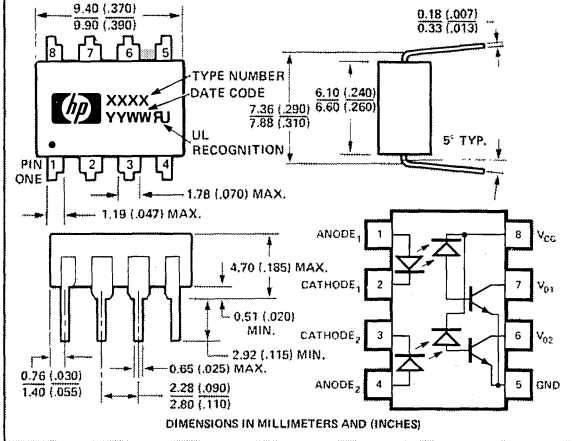 9.40 (.370)
9.90 (.390)
0.18 (.007)
0.33 (.013)
8 7 6 5
hp XXXX
YYWW RU
TYPE NUMBER
DATE CODE
UL
RECOGNITION
PIN
ONE
1 2 3 4
7.36 (.290)
7.88 (.310)
6.10 (.240)
6.60 (.260)
5° TYP.
1.78 (.070) MAX.
1.19 (.047) MAX.
4.70 (.185) MAX.
0.51 (.020)
MIN.
2.92 (.115) MIN.
0.76 (.030)
1.40 (.055)
0.65 (.025) MAX.
2.28 (.090)
2.80 (.110)
ANODE1 1 8 VCC
CATHODE1 2 7 V01
CATHODE2 3 6 V02
ANODE2 4 5 GND
DIMENSIONS IN MILLIMETERS AND (INCHES)